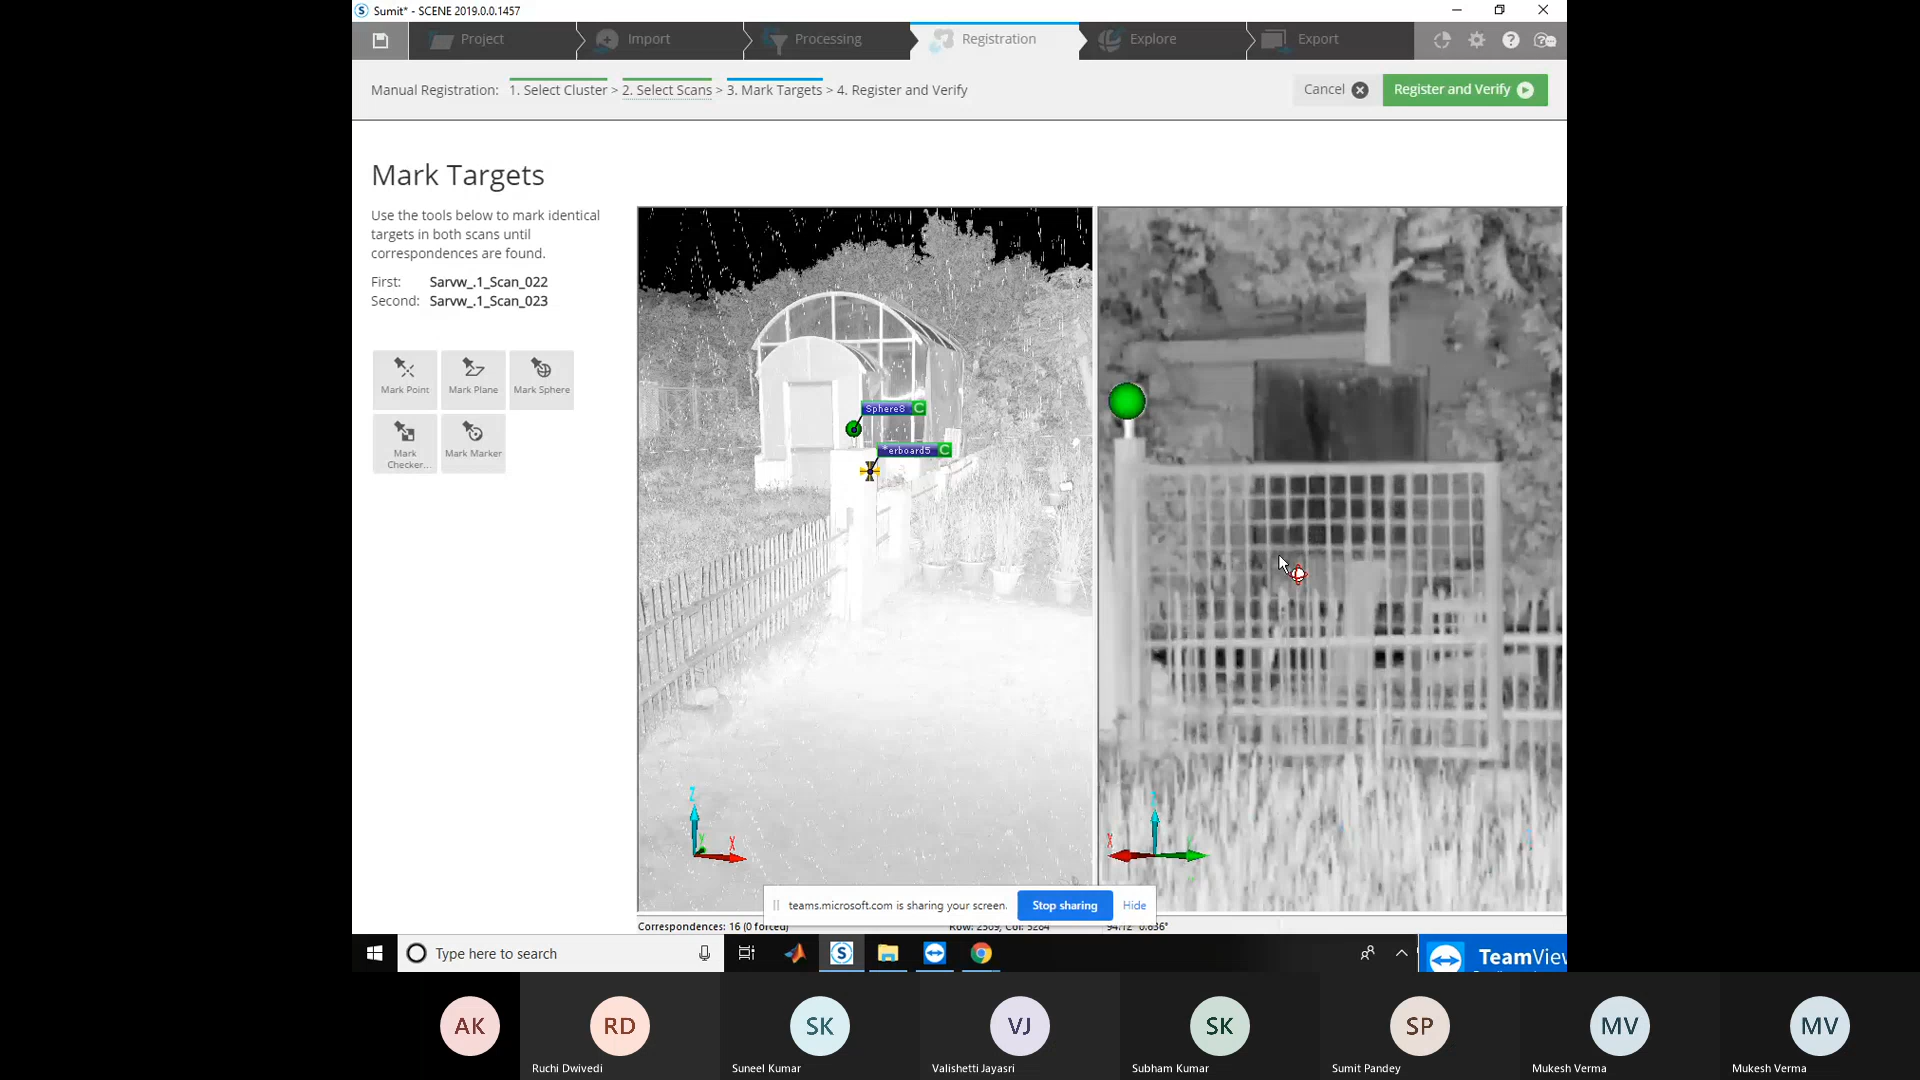 Sumit* - SCENE 2019.0.0.1457
Project
Import
Processing
Registration
Explore
Export
Manual Registration: 1. Select Cluster > 2. Select Scans > 3. Mark Targets > 4. Register and Verify
Cancel
Register and Verify
Mark Targets
Use the tools below to mark identical
targets in both scans until
correspondences are found.
First: Sarvw_.1_Scan_022
Second: Sarvw_.1_Scan_023
Mark Point
Mark Plane
Mark Sphere
Mark
Checker...
Mark Marker
Sphere8 C
*erboard5 C
Z
Y
X
Z
X
teams.microsoft.com is sharing your screen.
Stop sharing
Hide
Correspondences: 16 (0 forced)
Type here to search
TeamView
AK
RD
SK
VJ
SK
SP
MV
MV
Ruchi Dwivedi
Suneel Kumar
Valishetti Jayasri
Subham Kumar
Sumit Pandey
Mukesh Verma
Mukesh Verma